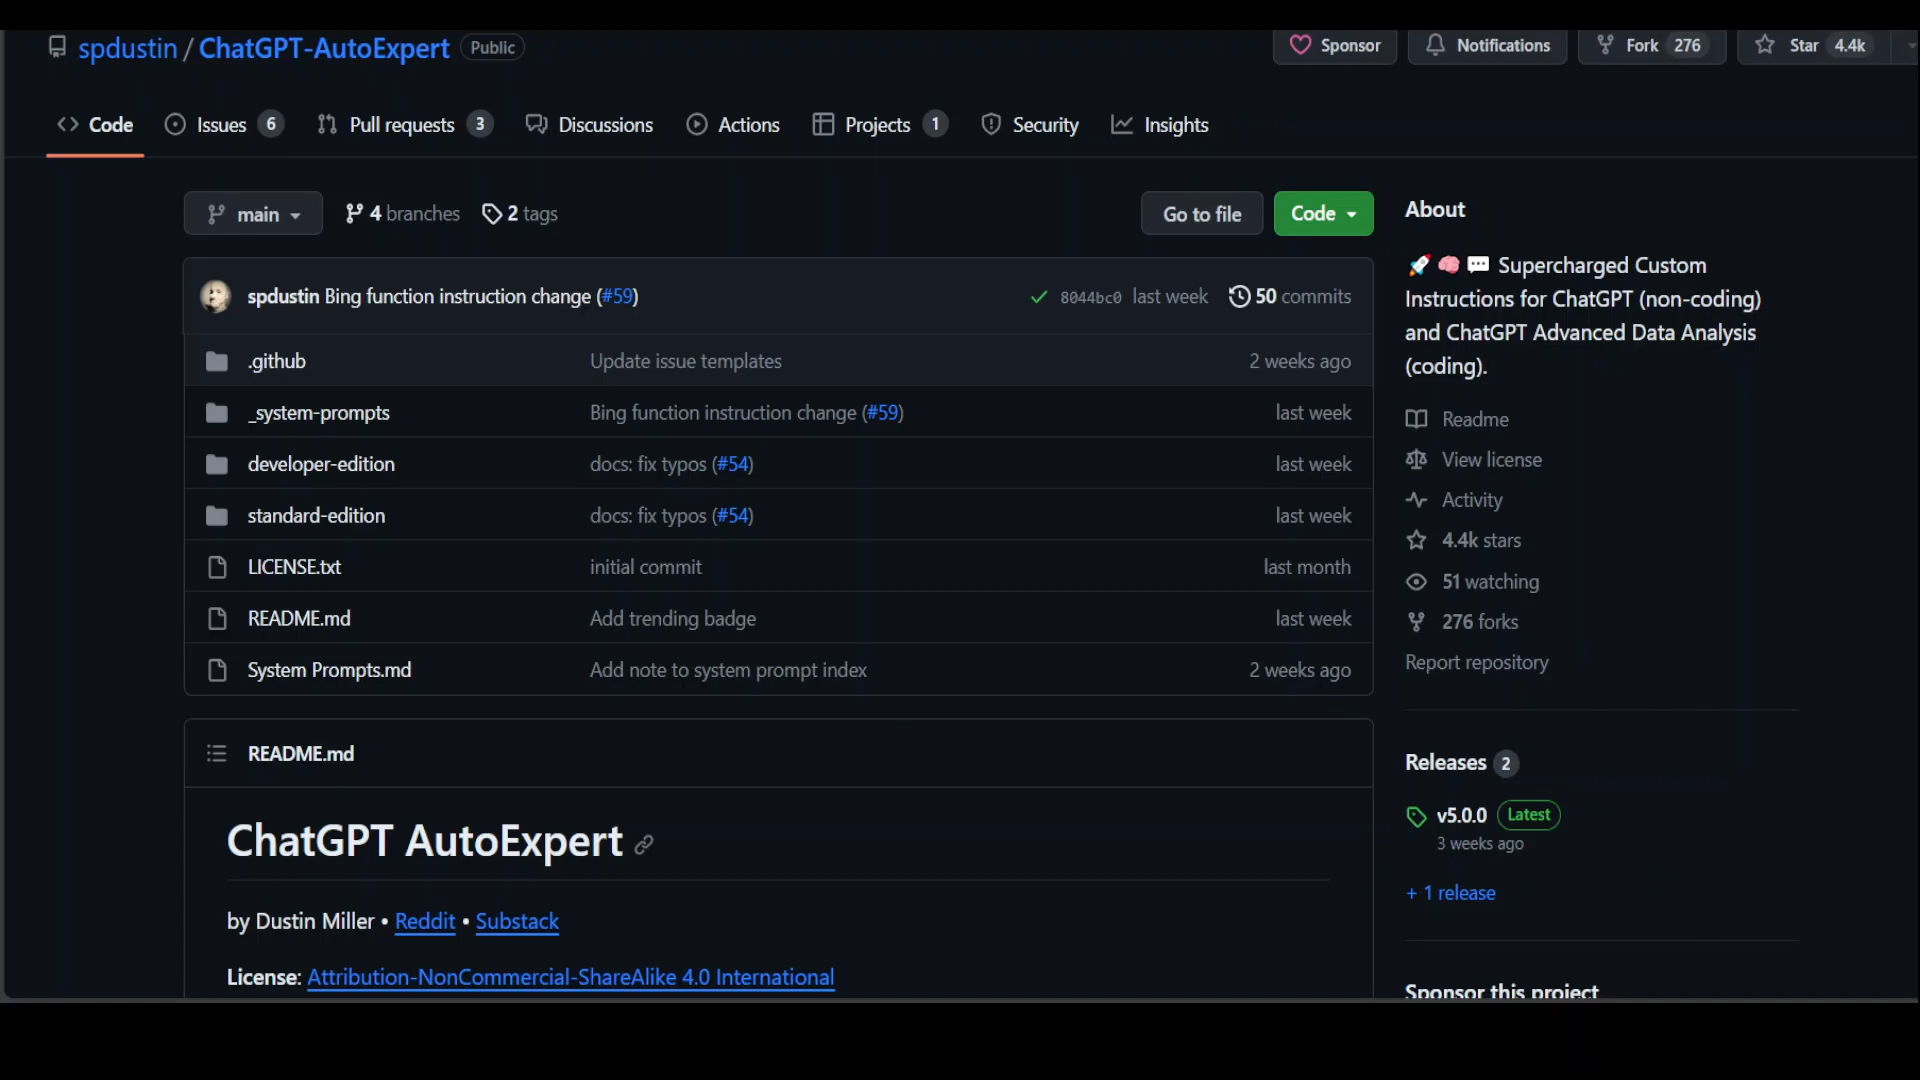 spdustin / ChatGPT-AutoExpert Public
Sponsor Notifications Fork 276 Star 4.4k
Code Issues 6 Pull requests 3 Discussions Actions Projects 1 Security Insights
main 4 branches 2 tags Go to file Code
spdustin Bing function instruction change (#59) 8044bc0 last week 50 commits
.github Update issue templates 2 weeks ago
_system-prompts Bing function instruction change (#59) last week
developer-edition docs: fix typos (#54) last week
standard-edition docs: fix typos (#54) last week
LICENSE.txt initial commit last month
README.md Add trending badge last week
System Prompts.md Add note to system prompt index 2 weeks ago
README.md
ChatGPT AutoExpert
by Dustin Miller • Reddit • Substack
License: Attribution-NonCommercial-ShareAlike 4.0 International
About
🚀 🧠 💬 Supercharged Custom
Instructions for ChatGPT (non-coding)
and ChatGPT Advanced Data Analysis
(coding).
Readme
View license
Activity
4.4k stars
51 watching
276 forks
Report repository
Releases 2
v5.0.0 Latest
3 weeks ago
+ 1 release
Sponsor this project